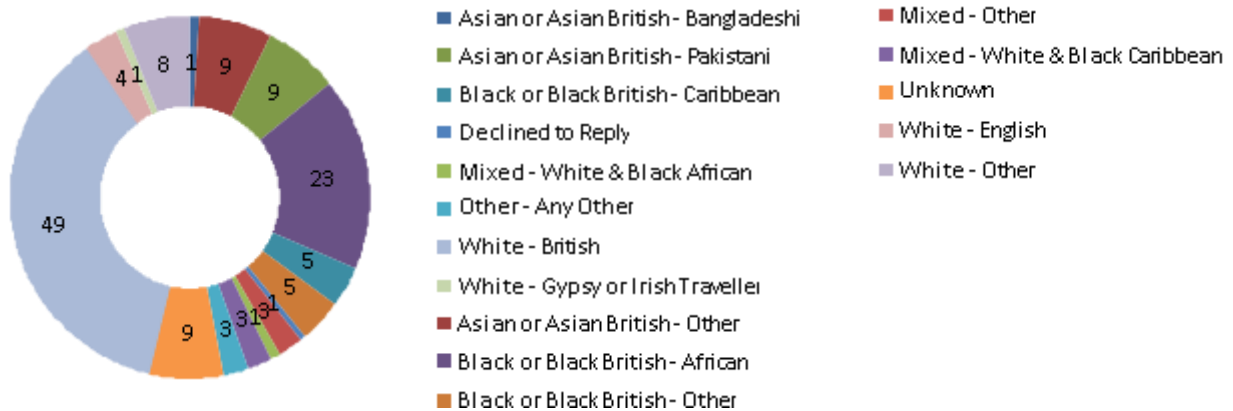 1
9
9
23
5
5
1
3
1
3
3
9
49
4
1
8
Asian or Asian British - Bangladeshi
Asian or Asian British - Pakistani
Black or Black British - Caribbean
Declined to Reply
Mixed - White & Black African
Other - Any Other
White - British
White - Gypsy or Irish Traveller
Asian or Asian British - Other
Black or Black British - African
Black or Black British - Other
Mixed - Other
Mixed - White & Black Caribbean
Unknown
White - English
White - Other